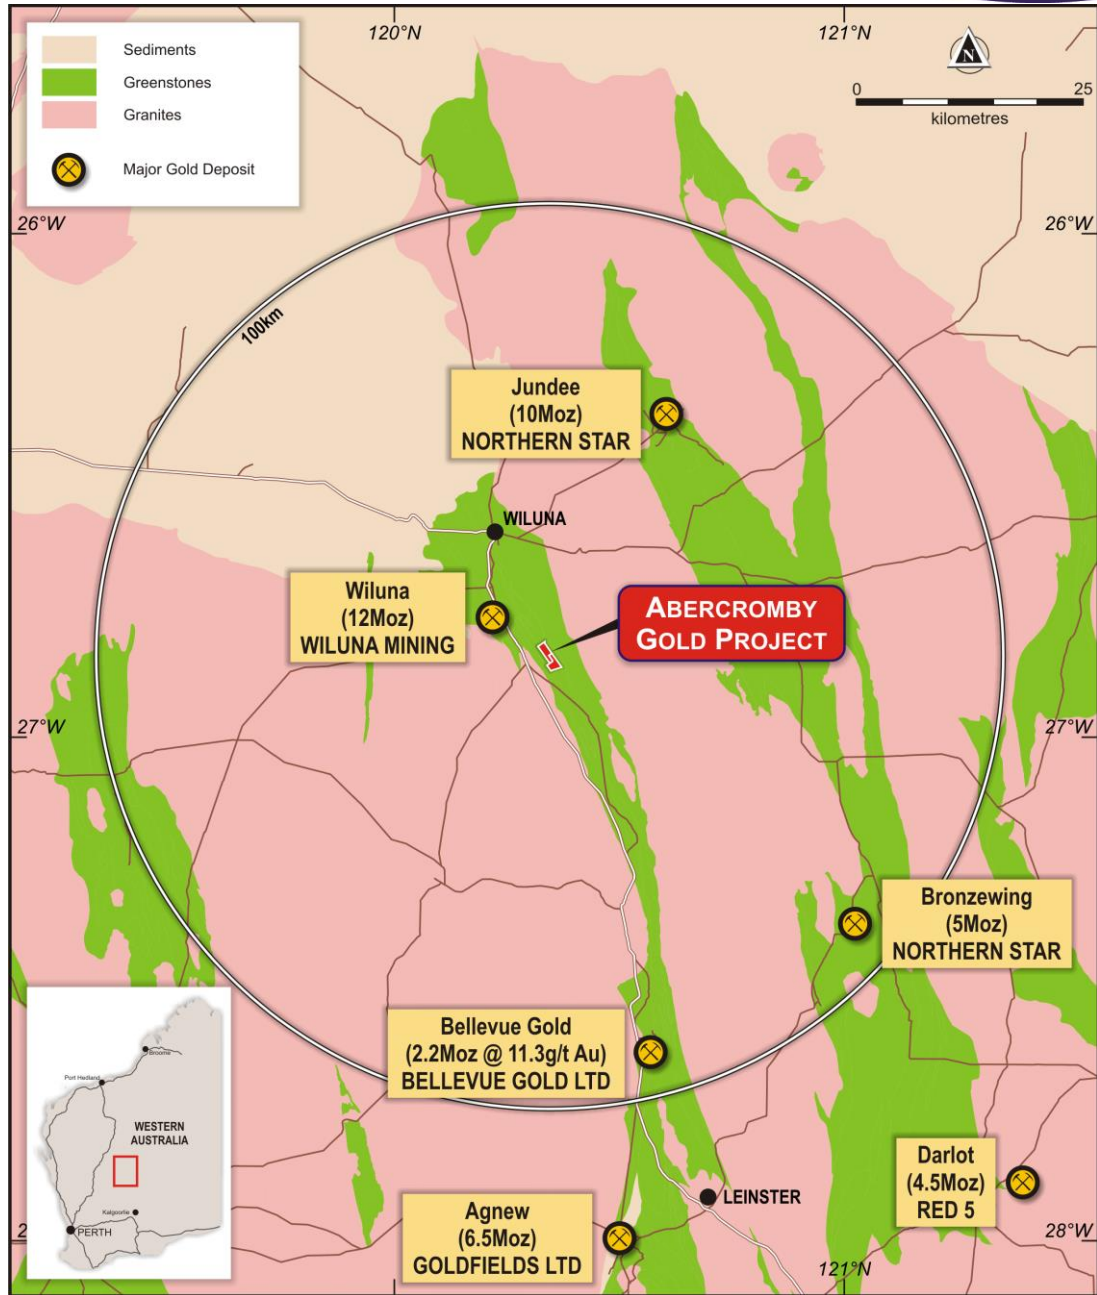 120°N
121°N
Sediments
Greenstones
Granites
Major Gold Deposit
N
0 25
kilometres
26°W
26°W
100km
Jundee
(10Moz)
NORTHERN STAR
WILUNA
Wiluna
(12Moz)
WILUNA MINING
ABERCROMBY
GOLD PROJECT
27°W
27°W
Bronzewing
(5Moz)
NORTHERN STAR
Bellevue Gold
(2.2Moz @ 11.3g/t Au)
BELLEVUE GOLD LTD
Broome
Port Hedland
WESTERN
AUSTRALIA
Kalgoorlie
PERTH
Darlot
(4.5Moz)
RED 5
LEINSTER
Agnew
(6.5Moz)
GOLDFIELDS LTD
2
28°W
121°N